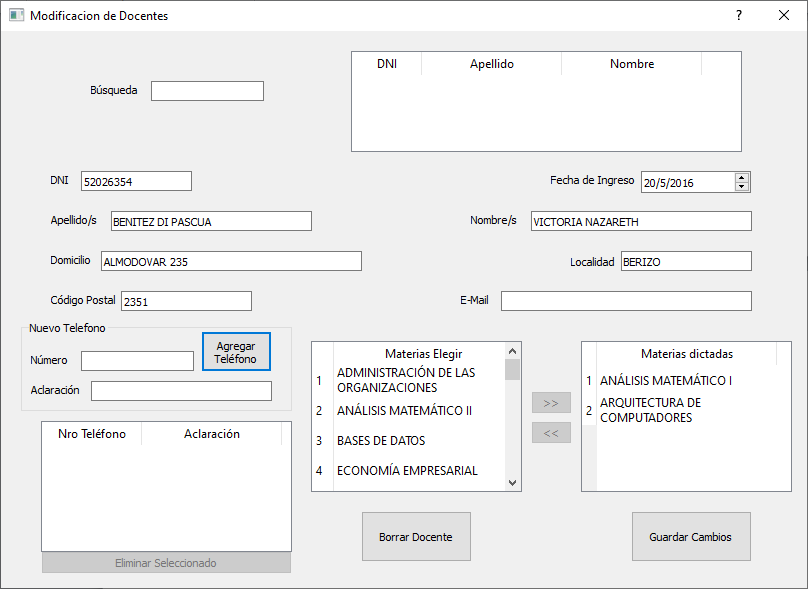 Modificacion de Docentes
?
Búsqueda
DNI Apellido Nombre
DNI 52026354
Fecha de Ingreso 20/5/2016
Apellido/s BENITEZ DI PASCUA
Nombre/s VICTORIA NAZARETH
Domicilio ALMODOVAR 235
Localidad BERIZO
Código Postal 2351
E-Mail
Nuevo Telefono
Número
Agregar
Teléfono
Aclaración
Nro Teléfono Aclaración
Eliminar Seleccionado
Materias Elegir
1 ADMINISTRACIÓN DE LAS
ORGANIZACIONES
2 ANÁLISIS MATEMÁTICO II
3 BASES DE DATOS
4 ECONOMÍA EMPRESARIAL
>>
<<
Materias dictadas
1 ANÁLISIS MATEMÁTICO I
2 ARQUITECTURA DE
COMPUTADORES
Borrar Docente
Guardar Cambios